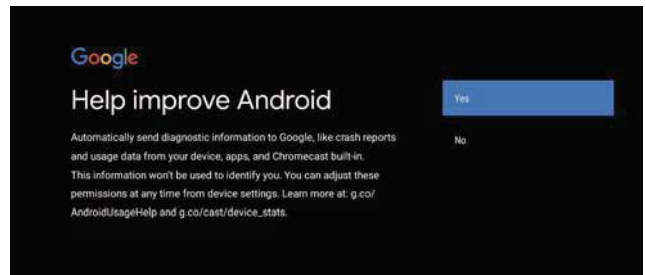 Google
Help improve Android
Automatically send diagnostic information to Google, like crash reports
and usage data from your device, apps, and Chromecast built-in.
This information won't be used to identify you. You can adjust these
permissions at any time from device settings. Learn more at: g.co/
AndroidUsageHelp and g.co/cast/device_stats.
Yes
No